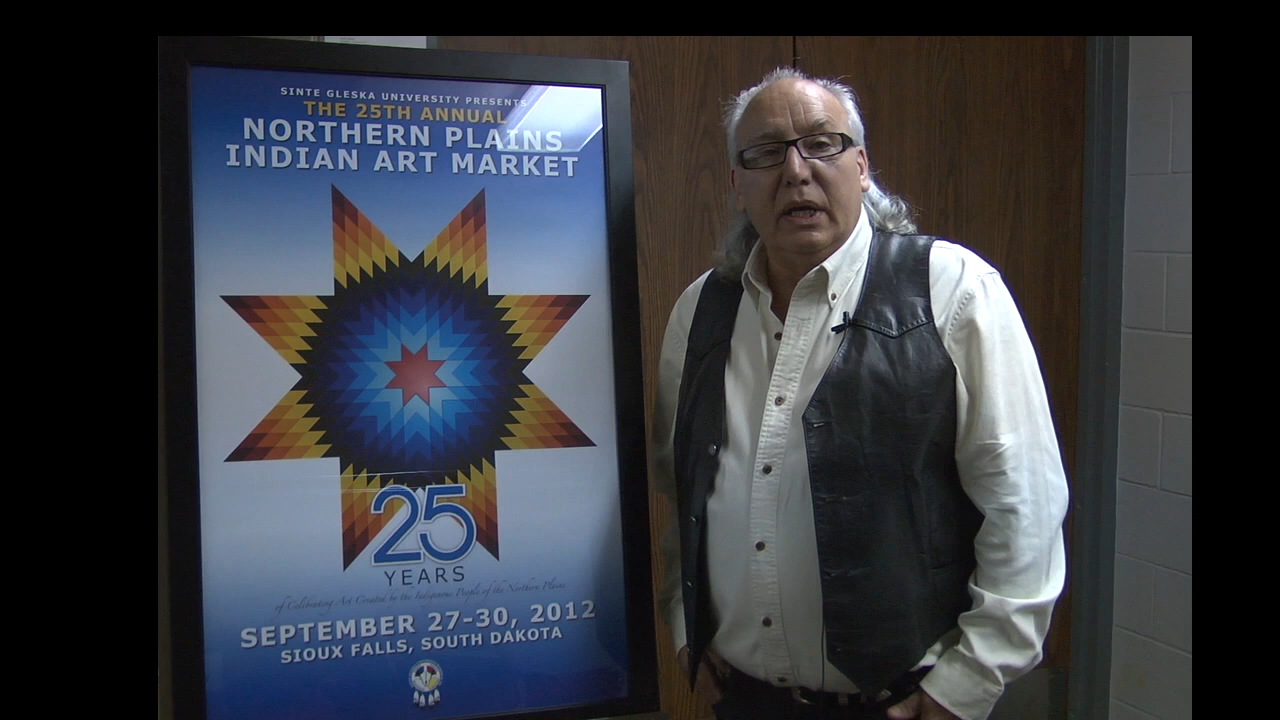 SINTE GLESKA UNIVERSITY PRESENTS
THE 25TH ANNUAL
NORTHERN PLAINS
INDIAN ART MARKET
25
YEARS
of Celebrating Art Created by the Indigenous People of the Northern Plains
SEPTEMBER 27-30, 2012
SIOUX FALLS, SOUTH DAKOTA